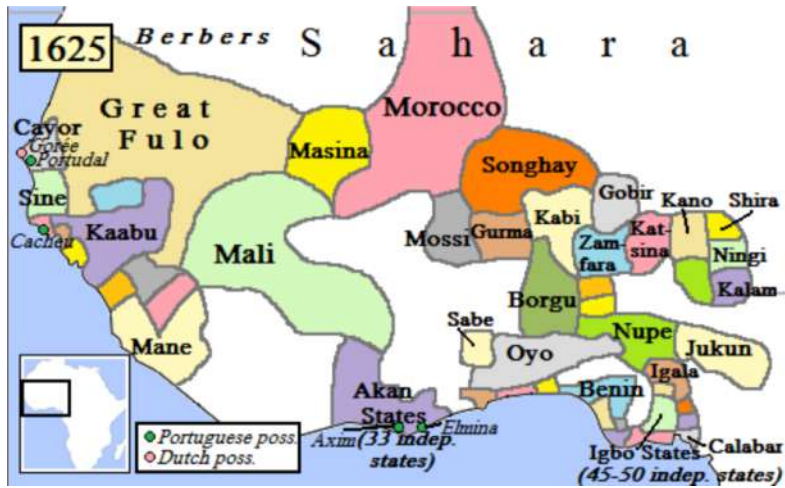 1625
Berbers
S a h a r a
Great
Fulo
Morocco
Cayor
Gorée
Portudal
Masina
Songhay
Gobir
Kano
Shira
Sine
Kaabu
Cacheu
Mali
Mossi
Gurma
Kabi
Zam-
fara
Kat-
sina
Ningi
Kalam
Borgu
Mane
Sabe
Oyo
Nupe
Jukun
Igala
Akan
States
Benin
Elmina
Axim
(33 indep.
states)
Igbo States
(45-50 indep. states)
Calabar
Portuguese poss.
Dutch poss.